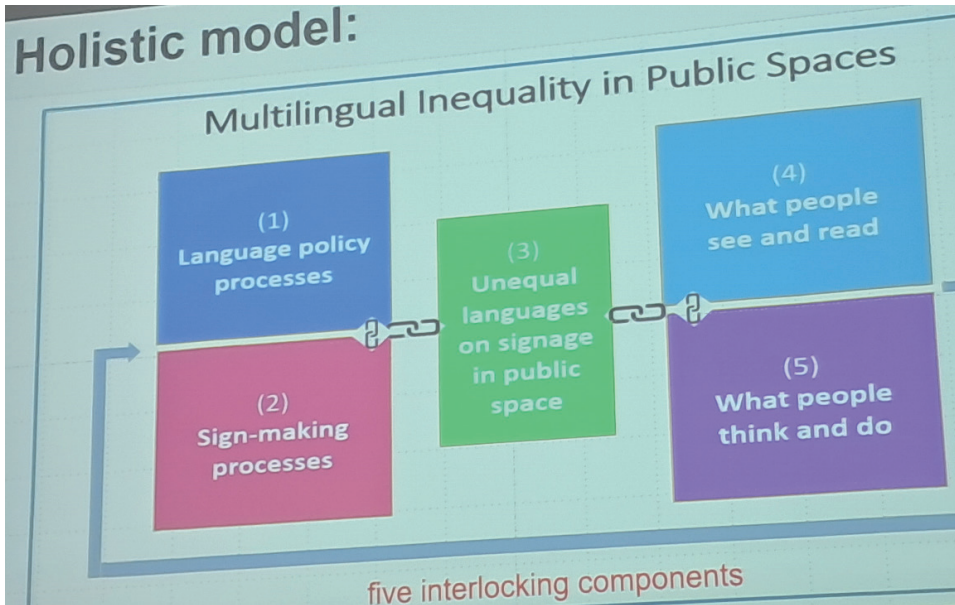 Holistic model:
Multilingual Inequality in Public Spaces
(1)
Language policy
processes
(2)
Sign-making
processes
(3)
Unequal
languages
on signage
in public
space
(4)
What people
see and read
(5)
What people
think and do
five interlocking components